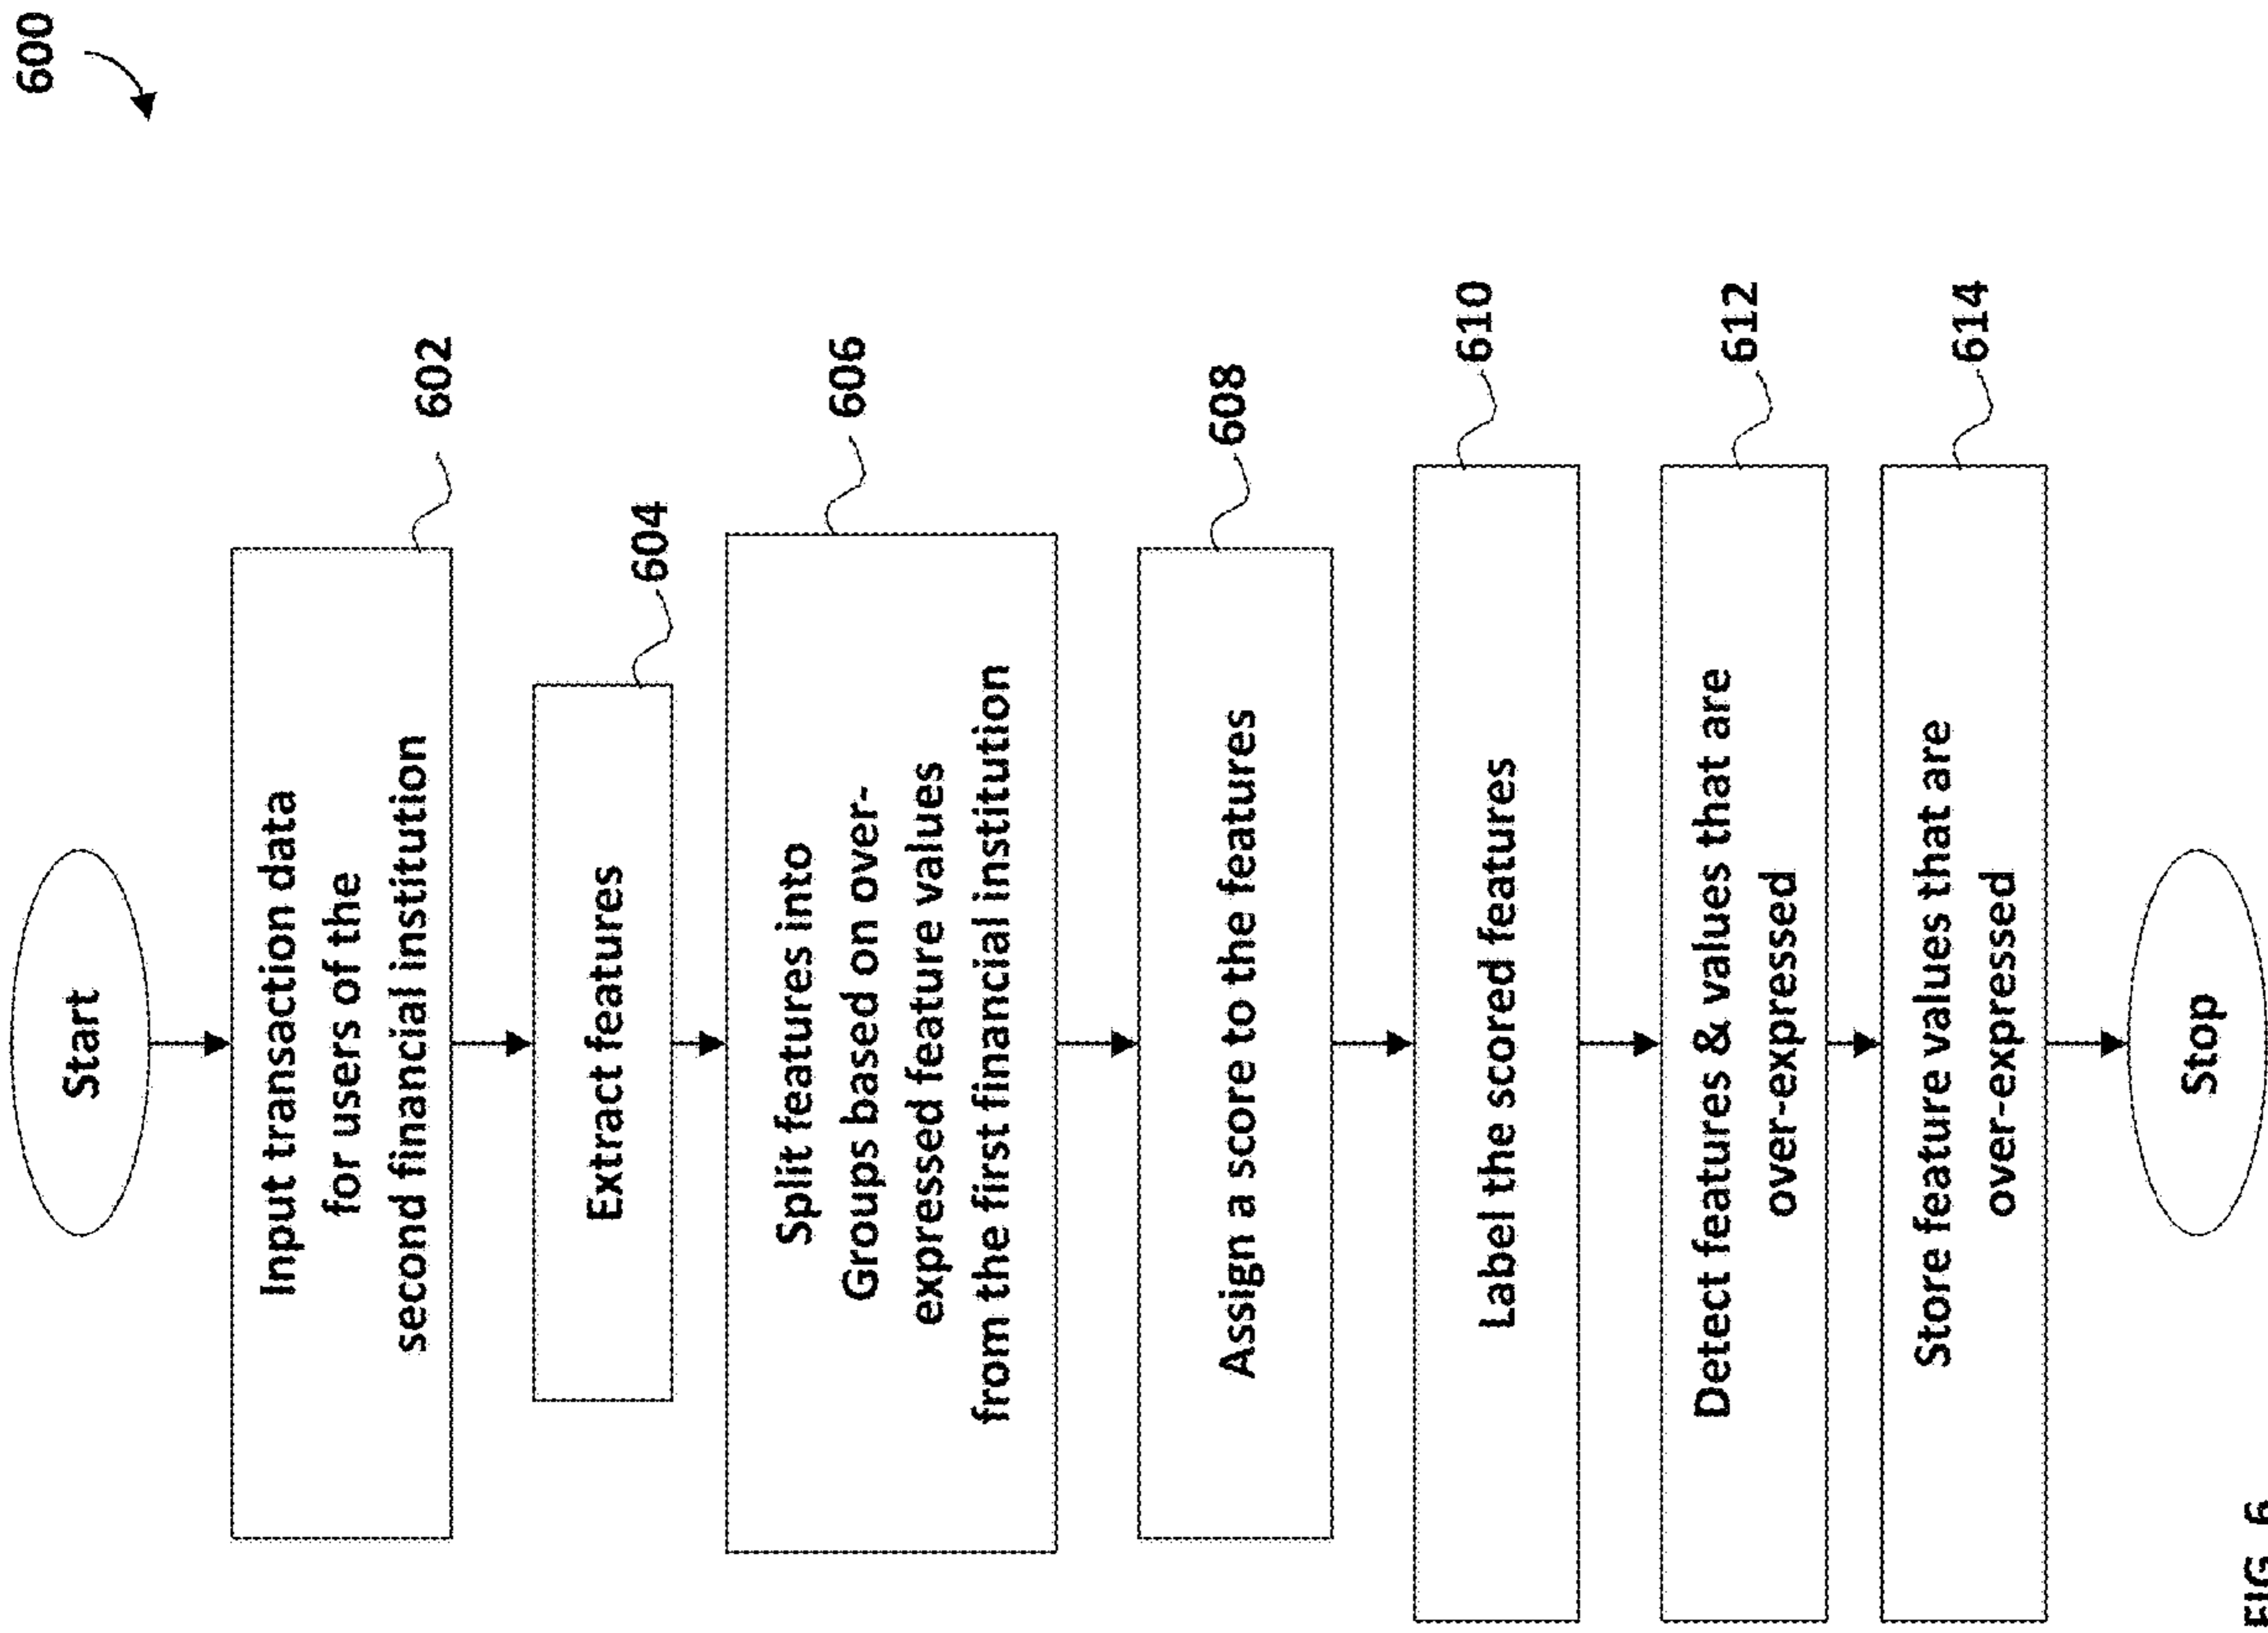 600
Start
Input transaction data
for users of the
second financial institution
602
Extract features
604
Split features into
Groups based on over-
expressed feature values
from the first financial institution
606
Assign a score to the features
608
Label the scored features
610
Detect features & values that are
over-expressed
612
Store feature values that are
over-expressed
614
Stop
FIG. 6